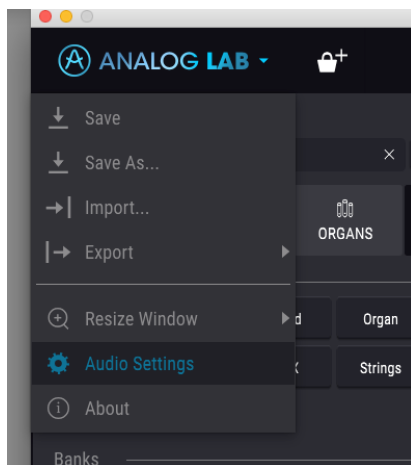 ANALOG LAB
Save
Save As...
Import...
ORGANS
Export
Resize Window
d
Organ
Audio Settings
X
Strings
About
Banks